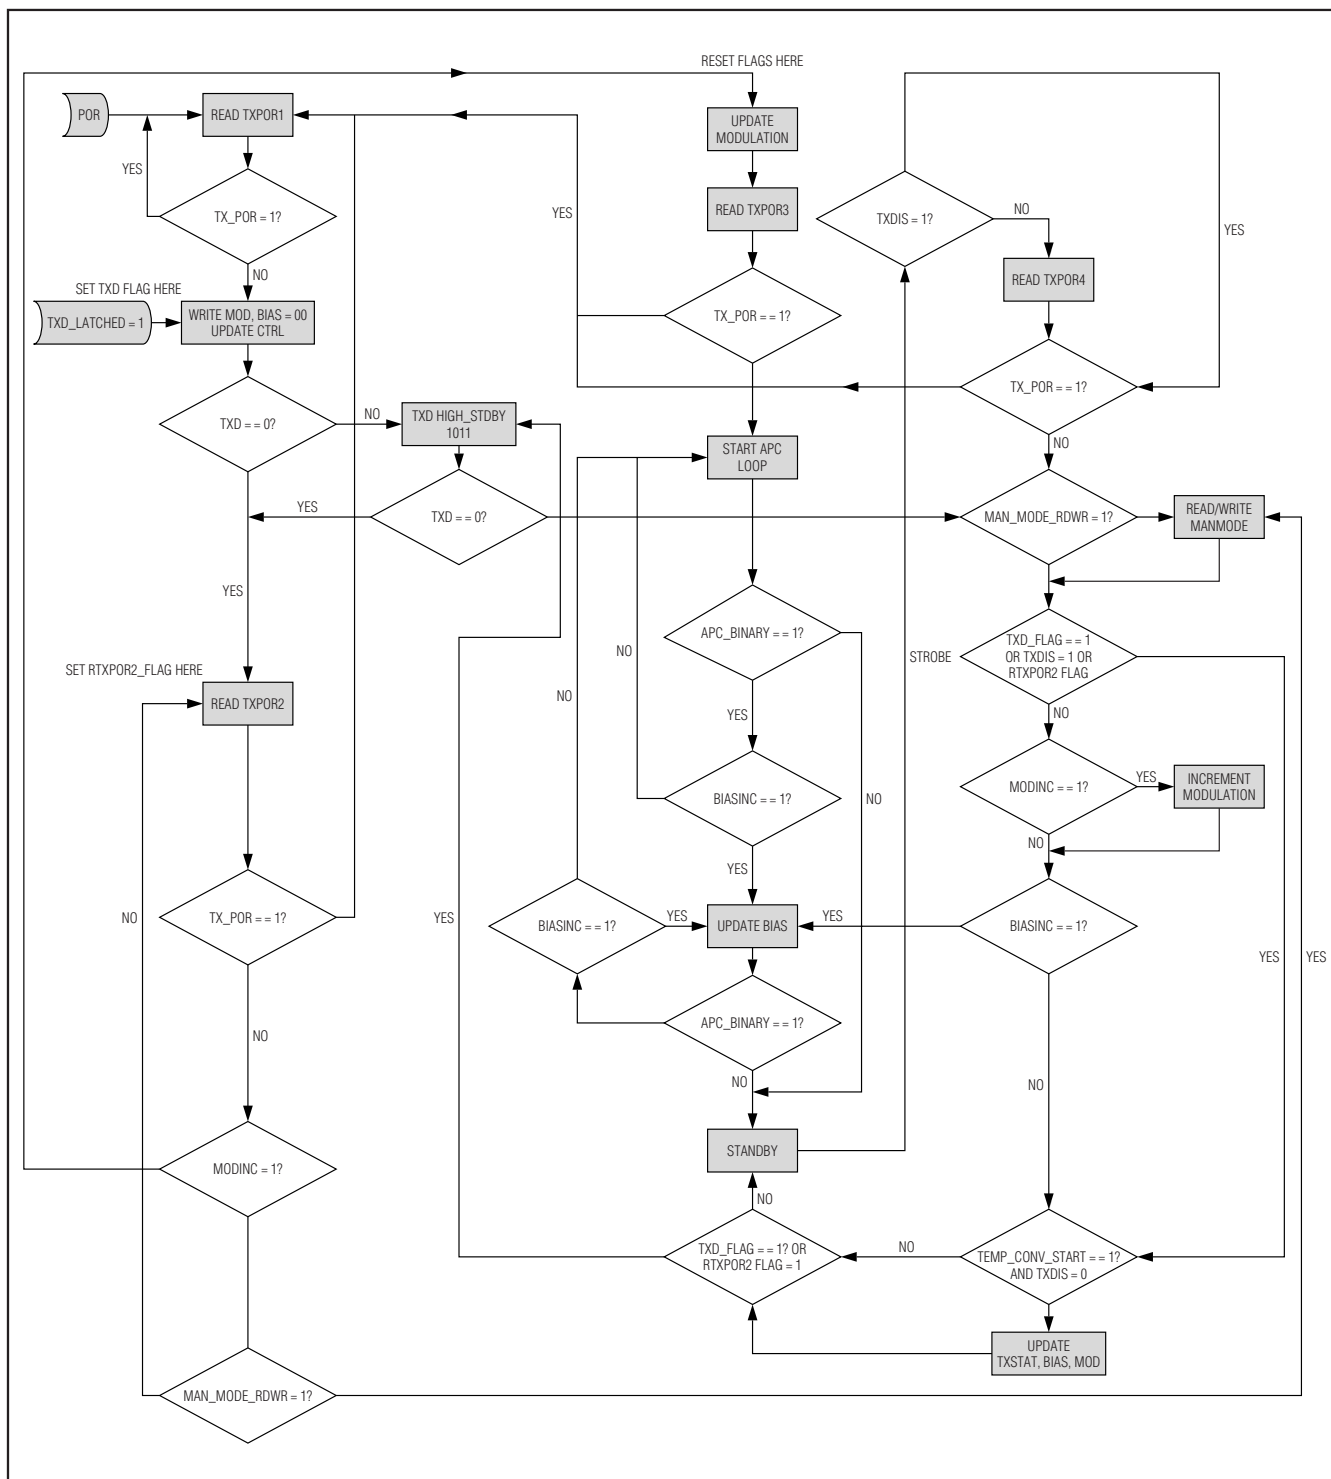 RESET FLAGS HERE
POR
READ TXPOR1
UPDATE
MODULATION
YES
TX_POR = 1?
READ TXPOR3
YES
TXDIS = 1?
NO
YES
NO
READ TXPOR4
SET TXD FLAG HERE
TXD_LATCHED = 1
WRITE MOD, BIAS = 00
UPDATE CTRL
TX_POR = = 1?
TX_POR = = 1?
TXD = = 0?
NO
TXD HIGH_STDBY
1011
START APC
LOOP
NO
YES
TXD = = 0?
MAN_MODE_RDWR = 1?
READ/WRITE
MANMODE
YES
APC_BINARY = = 1?
NO
STROBE
TXD_FLAG = = 1
OR TXDIS = 1 OR
RTXPOR2 FLAG
SET RTXPOR2_FLAG HERE
READ TXPOR2
NO
YES
NO
BIASINC = = 1?
NO
MODINC = = 1?
YES
INCREMENT
MODULATION
NO
YES
NO
TX_POR = = 1?
YES
BIASINC = = 1?
YES
UPDATE BIAS
YES
BIASINC = = 1?
YES
YES
APC_BINARY = = 1?
NO
NO
NO
STANDBY
MODINC = 1?
NO
TXD_FLAG = = 1? OR
RTXPOR2 FLAG = 1
NO
TEMP_CONV_START = = 1?
AND TXDIS = 0
UPDATE
TXSTAT, BIAS, MOD
MAN_MODE_RDWR = 1?